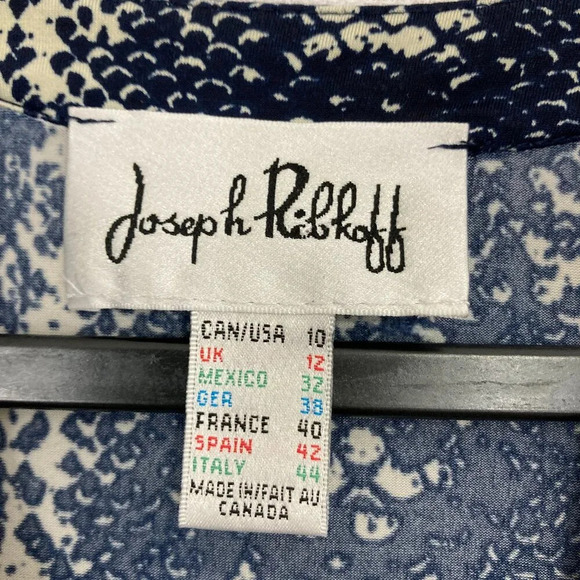 Joseph Ribkoff
CAN/USA 10
UK 12
MEXICO 32
GER 38
FRANCE 40
SPAIN 42
ITALY 44
MADE IN/FAIT AU
CANADA